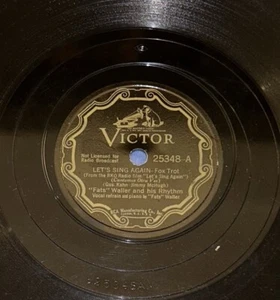 VICTOR
Not Licensed for
Radio Broadcast
25348-A
LET'S SING AGAIN-Fox Trot
(From the RKO Radio film "Let's Sing Again")
(Gus. Kahn-Jimmy McHugh)
"Fats" Waller and his Rhythm
Vocal refrain and piano by "Fats" Waller